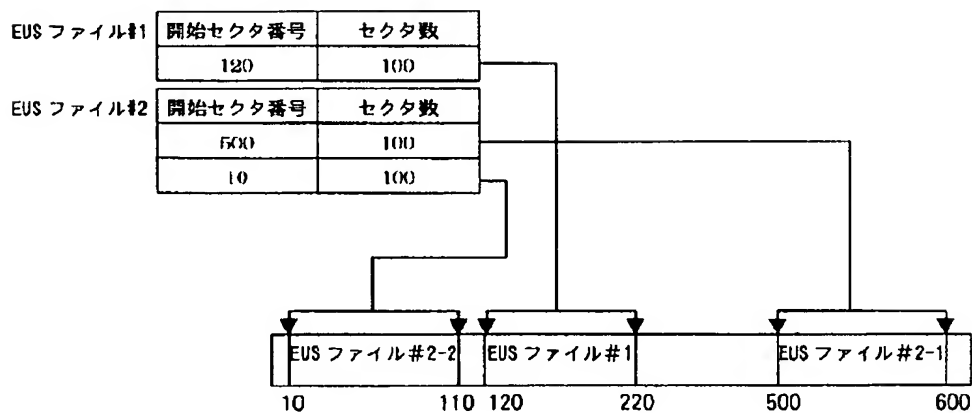 EUS ファイル#1 開始セクタ番号 セクタ数
120 100
EUS ファイル#2 開始セクタ番号 セクタ数
500 100
10 100
EUS ファイル#2-2 EUS ファイル#1 EUS ファイル#2-1
10 110 120 220 500 600